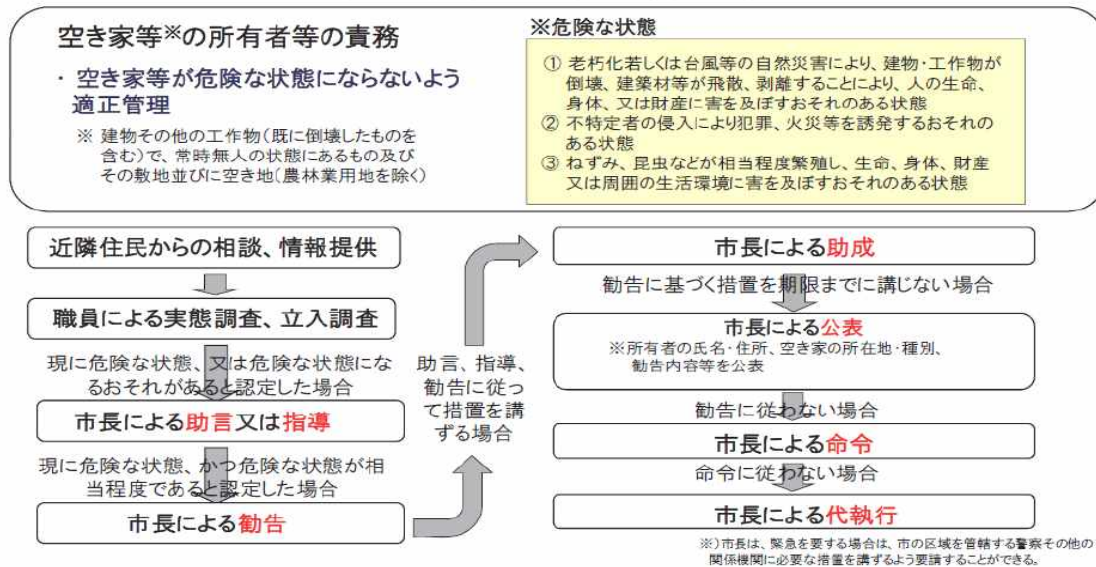 空き家等※の所有者等の責務
・ 空き家等が危険な状態にならないよう
適正管理
※ 建物その他の工作物(既に倒壊したものを
含む)で、常時無人の状態にあるもの及び
その敷地並びに空き地(農林業用地を除く)
※危険な状態
① 老朽化若しくは台風等の自然災害により、建物・工作物が
倒壊、建築材等が飛散、剥離することにより、人の生命、
身体、又は財産に害を及ぼすおそれのある状態
② 不特定者の侵入により犯罪、火災等を誘発するおそれの
ある状態
③ ねずみ、昆虫などが相当程度繁殖し、生命、身体、財産
又は周囲の生活環境に害を及ぼすおそれのある状態
近隣住民からの相談、情報提供
職員による実態調査、立入調査
現に危険な状態、又は危険な状態にな
るおそれがあると認定した場合
市長による助言又は指導
現に危険な状態、かつ危険な状態が相
当程度であると認定した場合
市長による勧告
助言、指導、
勧告に従っ
て措置を講
ずる場合
市長による助成
勧告に基づく措置を期限までに講じない場合
市長による公表
※所有者の氏名・住所、空き家の所在地・種別、
勧告内容等を公表
勧告に従わない場合
市長による命令
命令に従わない場合
市長による代執行
※)市長は、緊急を要する場合は、市の区域を管轄する警察その他の
関係機関に必要な措置を講ずるよう要請することができる。